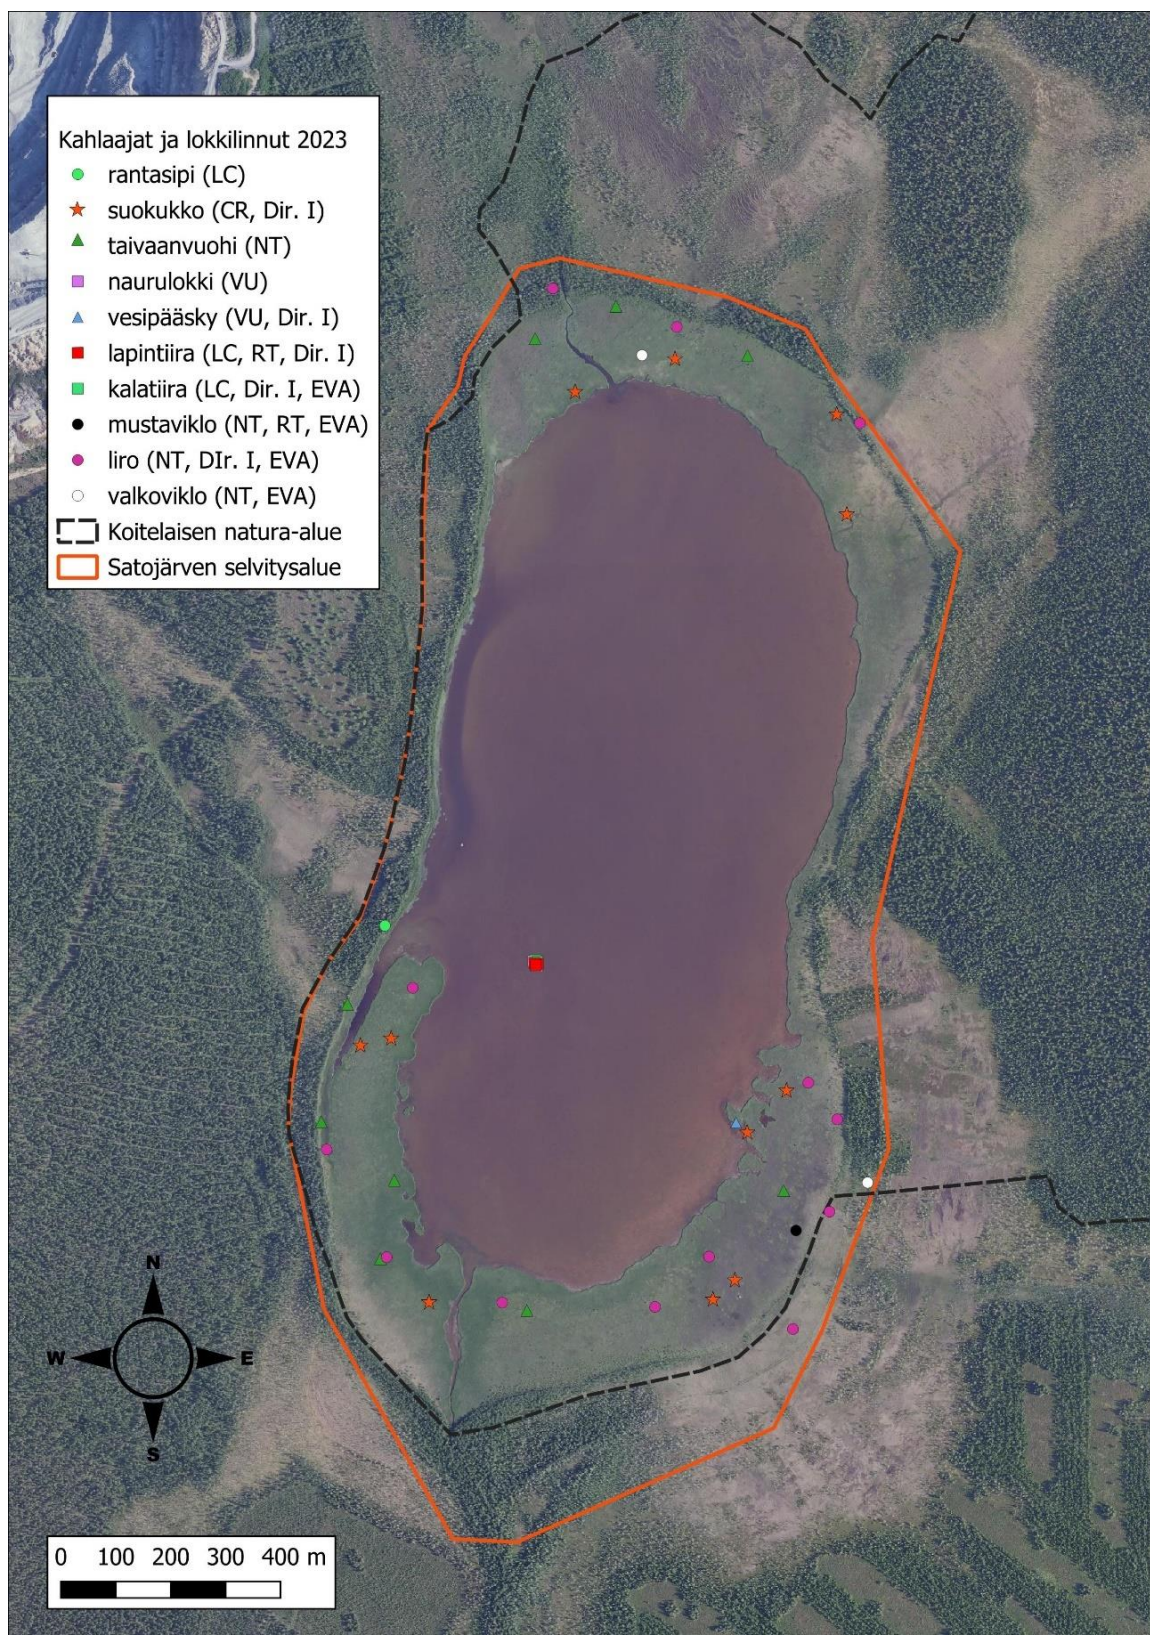 Kahlaajat ja lokkilinnut 2023
rantasipi (LC)
suokukko (CR, Dir. I)
taivaanvuohi (NT)
naurulokki (VU)
vesipääsky (VU, Dir. I)
lapintiira (LC, RT, Dir. I)
kalatiira (LC, Dir. I, EVA)
mustaviklo (NT, RT, EVA)
liro (NT, DIr. I, EVA)
valkoviklo (NT, EVA)
Koitelaisen natura-alue
Satojärven selvitysalue
N
W E
S
0 100 200 300 400 m